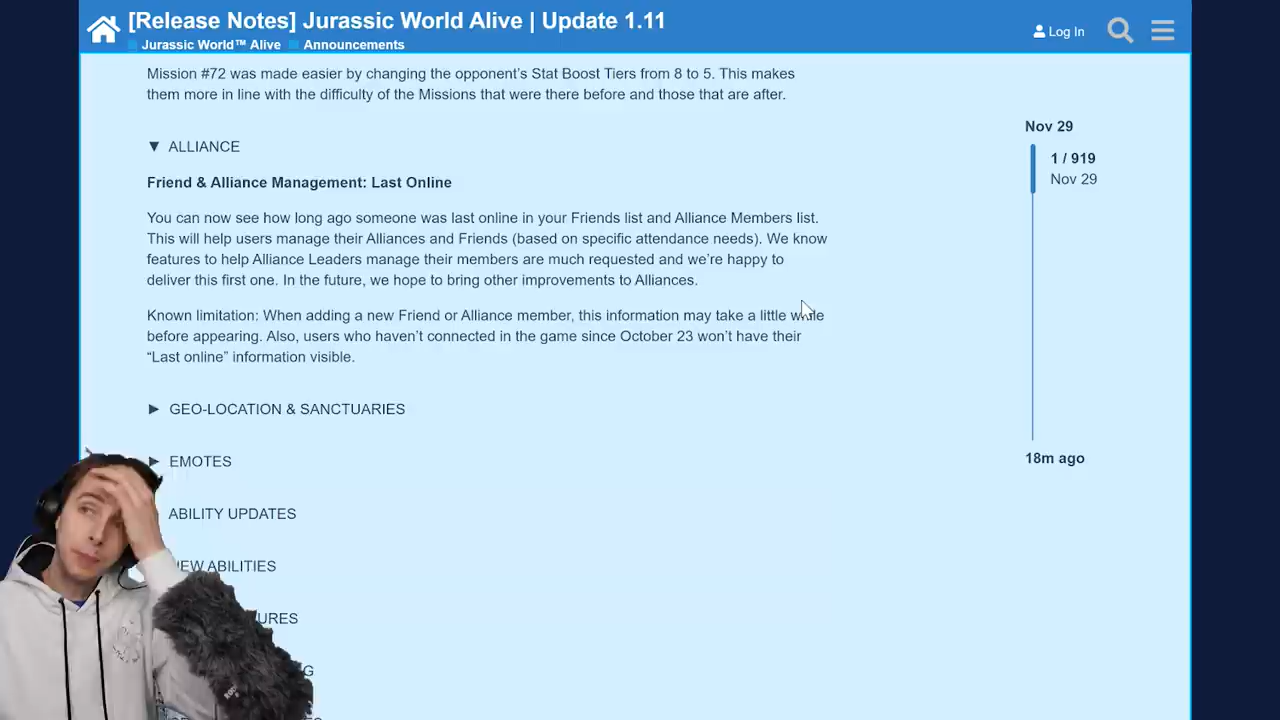 [Release Notes] Jurassic World Alive | Update 1.11
Jurassic World™ Alive Announcements
Log In
Mission #72 was made easier by changing the opponent's Stat Boost Tiers from 8 to 5. This makes
them more in line with the difficulty of the Missions that were there before and those that are after.
▼ ALLIANCE
Friend & Alliance Management: Last Online
You can now see how long ago someone was last online in your Friends list and Alliance Members list.
This will help users manage their Alliances and Friends (based on specific attendance needs). We know
features to help Alliance Leaders manage their members are much requested and we're happy to
deliver this first one. In the future, we hope to bring other improvements to Alliances.
Known limitation: When adding a new Friend or Alliance member, this information may take a little while
before appearing. Also, users who haven't connected in the game since October 23 won't have their
“Last online” information visible.
► GEO-LOCATION & SANCTUARIES
► EMOTES
ABILITY UPDATES
EW ABILITIES
URES
G
Nov 29
1 / 919
Nov 29
18m ago